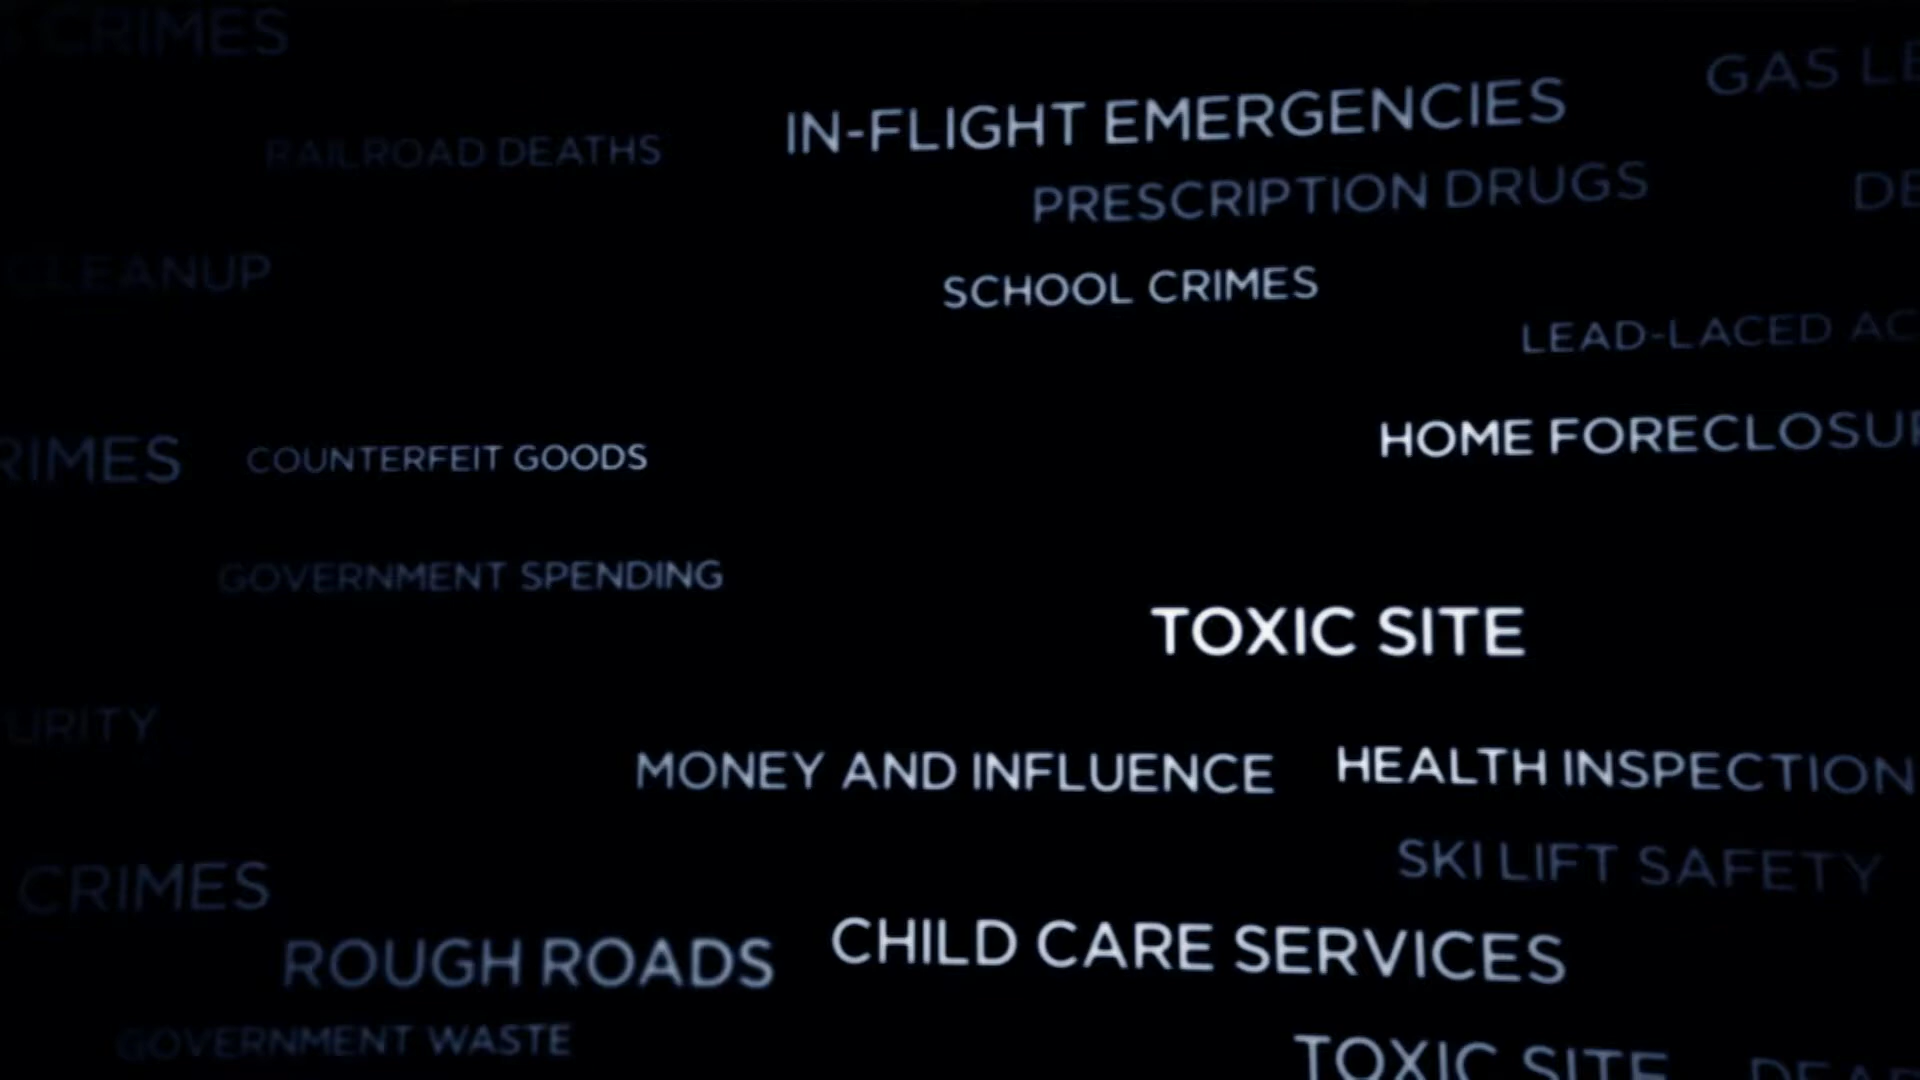 CRIMES
GAS
IN-FLIGHT EMERGENCIES
RAILROAD DEATHS
PRESCRIPTION DRUGS
CLEANUP
SCHOOL CRIMES
LEAD-LACED
HOME
COUNTERFEIT GOODS
GOVERNMENT SPENDING
TOXIC SITE
MONEY AND INFLUENCE
HEALTH INSPECTION
SKI LIFT SAFETY
CRIMES
ROUGH ROADS
CHILD CARE SERVICES
GOVERNMENT WASTE
TOXIC SITE